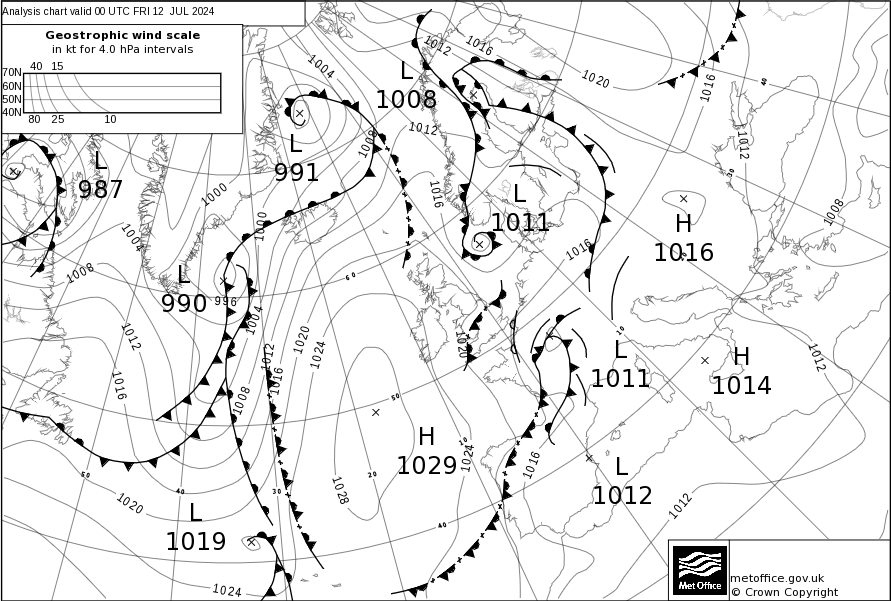 Analysis chart valid 00 UTC FRI 12 JUL 2024
Geostrophic wind scale
in kt for 4.0 hPa intervals
40 15
70N
60N
50N
40N
80 25 10
1004
1012
1016
1020
1016
L
1008
40
1008
1012
1012
L
991
L
987
1016
30
1000
L
1011
1008
1000
1004
H
1016
1016
1008
60
L
990
996
1004
1012
1020
1024
1012
1016
1020
10
L
1011
H
1014
1012
1016
1008
50
H
1029
10
1024
1016
L
1012
50
20
40
30
1028
1012
1020
L
1019
40
1024
Met Office
metoffice.gov.uk
© Crown Copyright